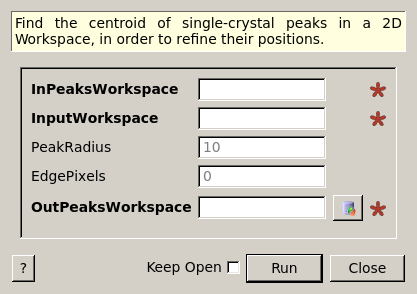 Find the centroid of single-crystal peaks in a 2D
Workspace, in order to refine their positions.
InPeaksWorkspace
InputWorkspace
PeakRadius 10
EdgePixels 0
OutPeaksWorkspace
? Keep Open Run Close